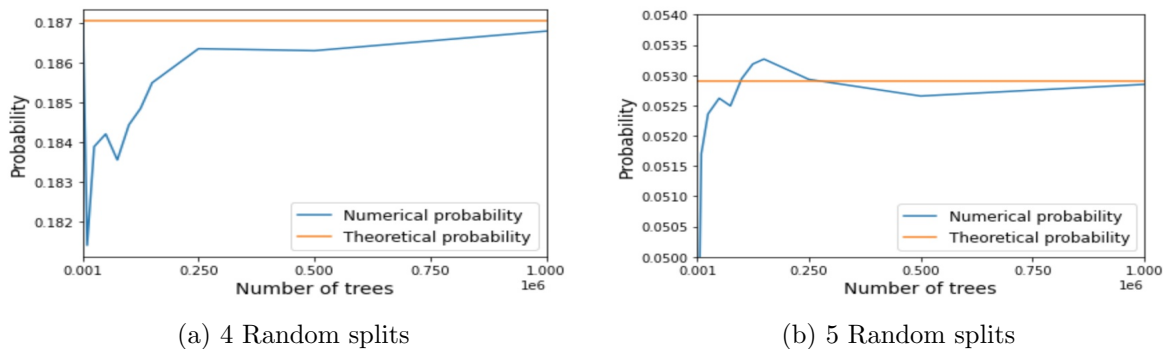 0.187
0.186
0.185
0.184
0.183
0.182
Probability
Numerical probability
Theoretical probability
0.001 0.250 0.500 0.750 1.000
1e6
Number of trees
(a) 4 Random splits
0.0540
0.0535
0.0530
0.0525
0.0520
0.0515
0.0510
0.0505
0.0500
Probability
Numerical probability
Theoretical probability
0.001 0.250 0.500 0.750 1.000
1e6
Number of trees
(b) 5 Random splits